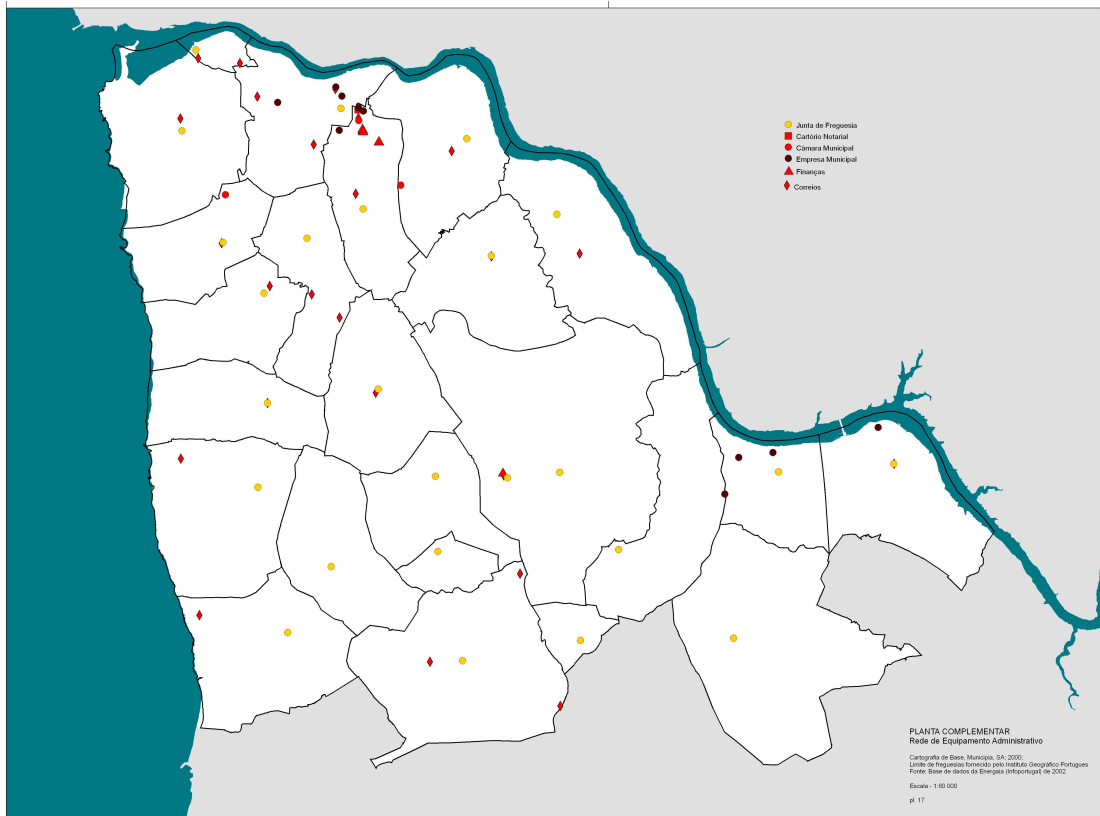 Junta de Freguesia
Cartório Notarial
Câmara Municipal
Empresa Municipal
Finanças
Correios
PLANTA COMPLEMENTAR
Rede de Equipamento Administrativo
Cartografia de Base, Municipia, SA; 2000;
Limite de freguesias fornecido pelo Instituto Geográfico Portugues
Fonte: Base de dados da Energaia (Infoportugal) de 2002
Escala - 1:60 000
pl. 17